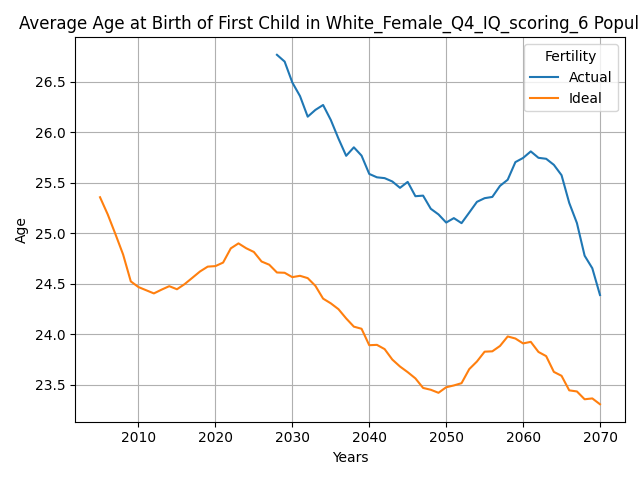 Average Age at Birth of First Child in White_Female_Q4_IQ_scoring_6 Popul
Fertility
Actual
Ideal
26.5
26.0
25.5
25.0
24.5
24.0
23.5
Age
2010 2020 2030 2040 2050 2060 2070
Years